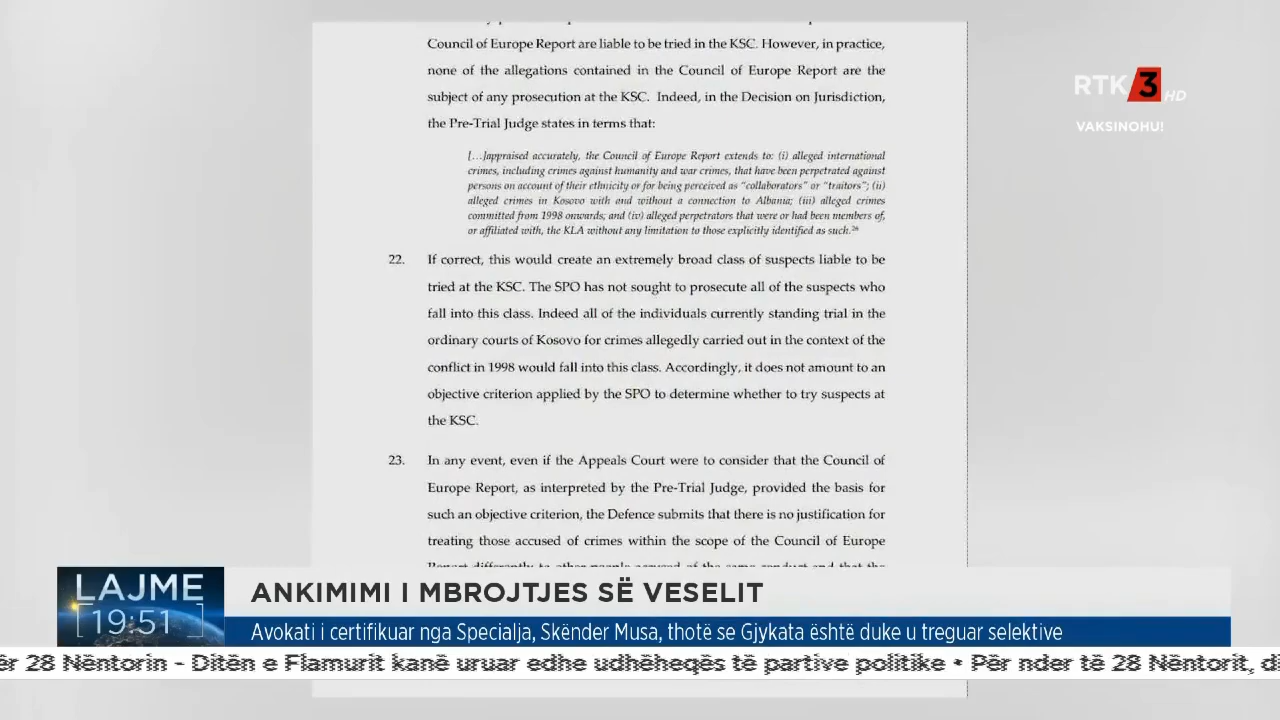 Council of Europe Report are liable to be tried in the KSC. However, in practice,
none of the allegations contained in the Council of Europe Report are the
subject of any prosecution at the KSC. Indeed, in the Decision on Jurisdiction,
the Pre-Trial Judge states in terms that:
[…]appraised accurately, the Council of Europe Report extends to: (i) alleged international
crimes, including crimes against humanity and war crimes, that have been perpetrated against
persons on account of their ethnicity or for being perceived as "collaborators" or "traitors"; (ii)
alleged crimes in Kosovo with and without a connection to Albania; (iii) alleged crimes
committed from 1998 onwards; and (iv) alleged perpetrators that were or had been members of,
or affiliated with, the KLA without any limitation to those explicitly identified as such.26
22. If correct, this would create an extremely broad class of suspects liable to be
tried at the KSC. The SPO has not sought to prosecute all of the suspects who
fall into this class. Indeed all of the individuals currently standing trial in the
ordinary courts of Kosovo for crimes allegedly carried out in the context of the
conflict in 1998 would fall into this class. Accordingly, it does not amount to an
objective criterion applied by the SPO to determine whether to try suspects at
the KSC.
23. In any event, even if the Appeals Court were to consider that the Council of
Europe Report, as interpreted by the Pre-Trial Judge, provided the basis for
such an objective criterion, the Defence submits that there is no justification for
treating those accused of crimes within the scope of the Council of Europe
RTK 3 HD
VAKSINOHU!
LAJME
19:51
ANKIMIMI I MBROJTJES SË VESELIT
Avokati i certifikuar nga Specialja, Skënder Musa, thotë se Gjykata është duke u treguar selektive
ër 28 Nëntorin - Ditën e Flamurit kanë uruar edhe udhëheqës të partive politike • Për nder të 28 Nëntorit, di